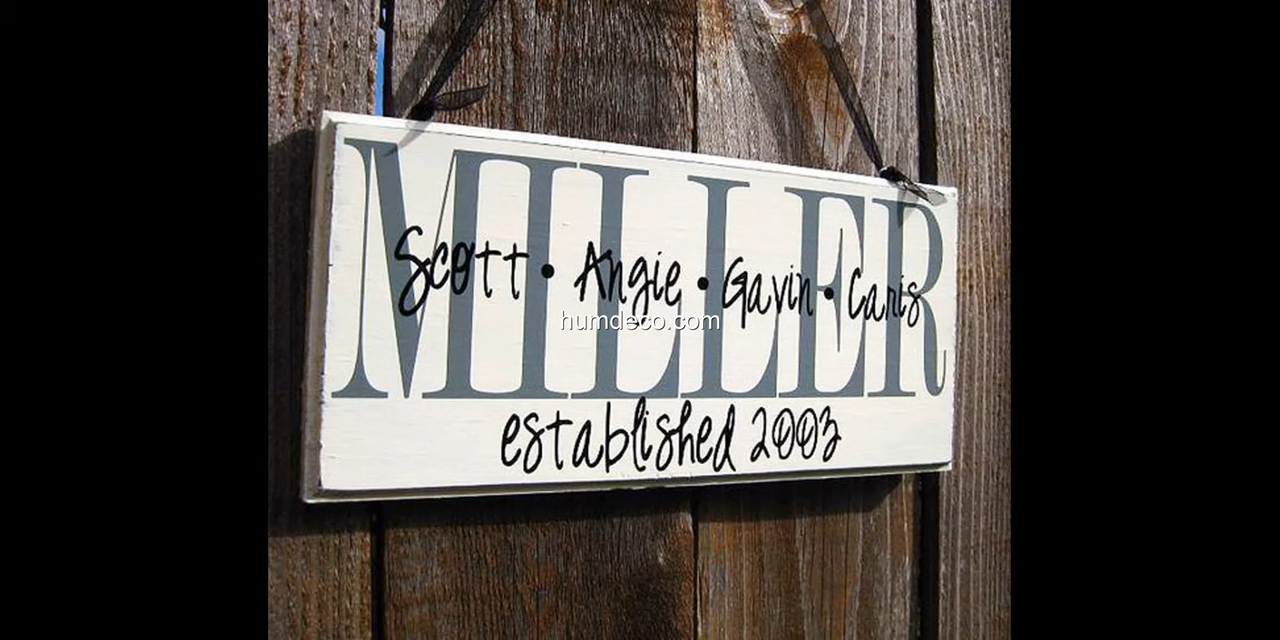 MILLER
Scott • Angie • Gavin • Caris
humdeco.com
established 2003